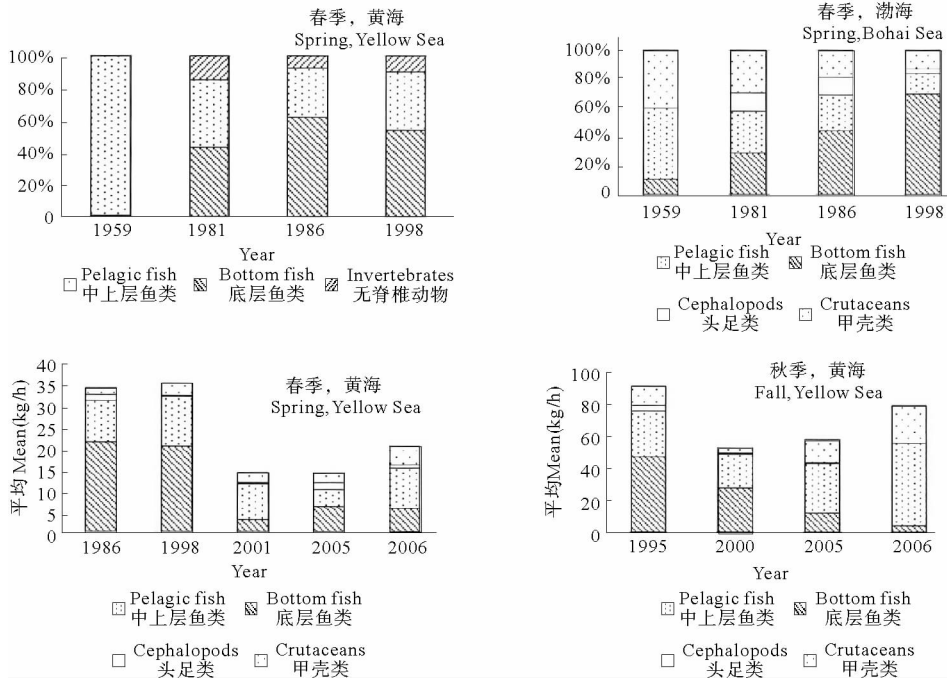 春季，黄海
Spring, Yellow Sea
100%
80%
60%
40%
20%
0
1959 1981 1986 1998
Year
Pelagic fish Bottom fish Invertebrates
中上层鱼类 底层鱼类 无脊椎动物
春季，渤海
Spring, Bohai Sea
100%
80%
60%
40%
20%
0
1959 1981 1986 1998
Year
Pelagic fish Bottom fish
中上层鱼类 底层鱼类
Cephalopods Crutaceans
头足类 甲壳类
春季，黄海
Spring, Yellow Sea
平均Mean(kg/h)
40
35
30
25
20
15
10
5
0
1986 1998 2001 2005 2006
Year
Pelagic fish Bottom fish
中上层鱼类 底层鱼类
Cephalopods Crutaceans
头足类 甲壳类
秋季，黄海
Fall, Yellow Sea
平均Mean(kg/h)
100
80
60
40
20
0
1995 2000 2005 2006
Year
Pelagic fish Bottom fish
中上层鱼类 底层鱼类
Cephalopods Crutaceans
头足类 甲壳类